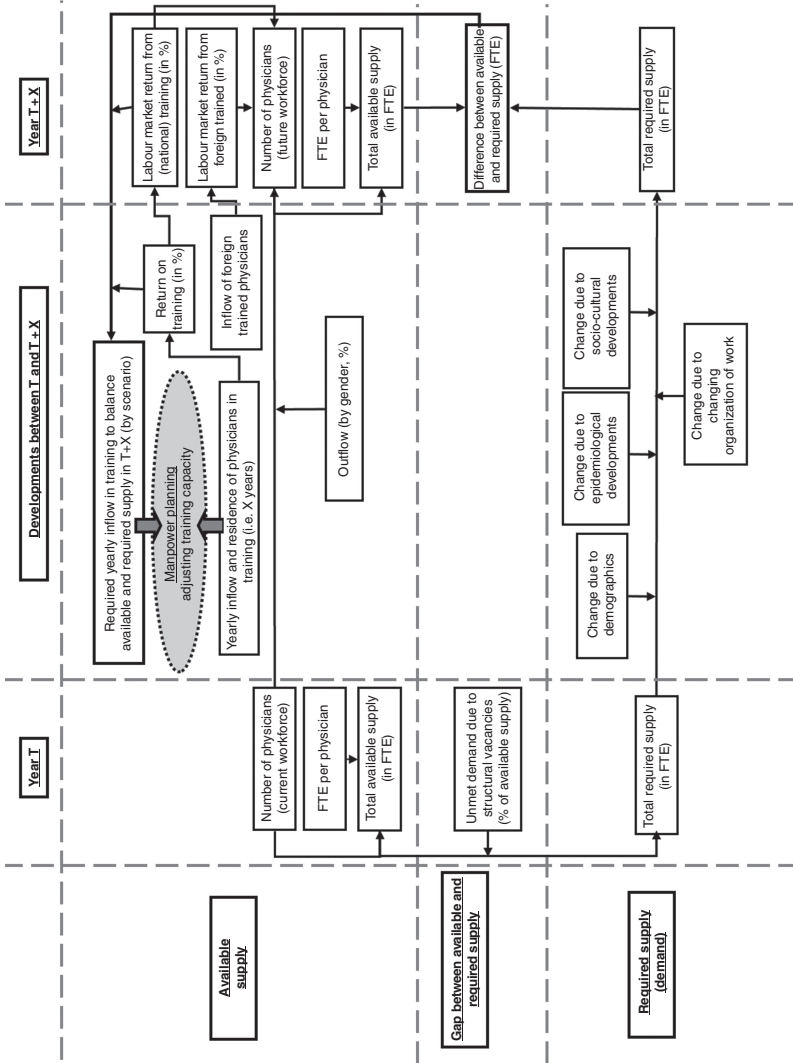 Year T
Developments between T and T + X
Year T + X
Available
supply
Number of physicians
(current workforce)
FTE per physician
Total available supply
(in FTE)
Required yearly inflow in training to balance
available and required supply in T+X (by scenario)
Manpower planning
adjusting training capacity
Yearly inflow and residence of physicians in
training (i.e. X years)
Return on
training (in %)
Inflow of foreign
trained physicians
Outflow (by gender, %)
Labour market return from
(national) training (in %)
Labour market return from
foreign trained (in %)
Number of physicians
(future workforce)
FTE per physician
Total available supply
(in FTE)
Gap between available and
required supply
Unmet demand due to
structural vacancies
(% of available supply)
Difference between available
and required supply (FTE)
Required supply
(demand)
Total required supply
(in FTE)
Change due to
demographics
Change due to
epidemiological
developments
Change due to
socio-cultural
developments
Change due to
changing
organization of work
Total required supply
(in FTE)